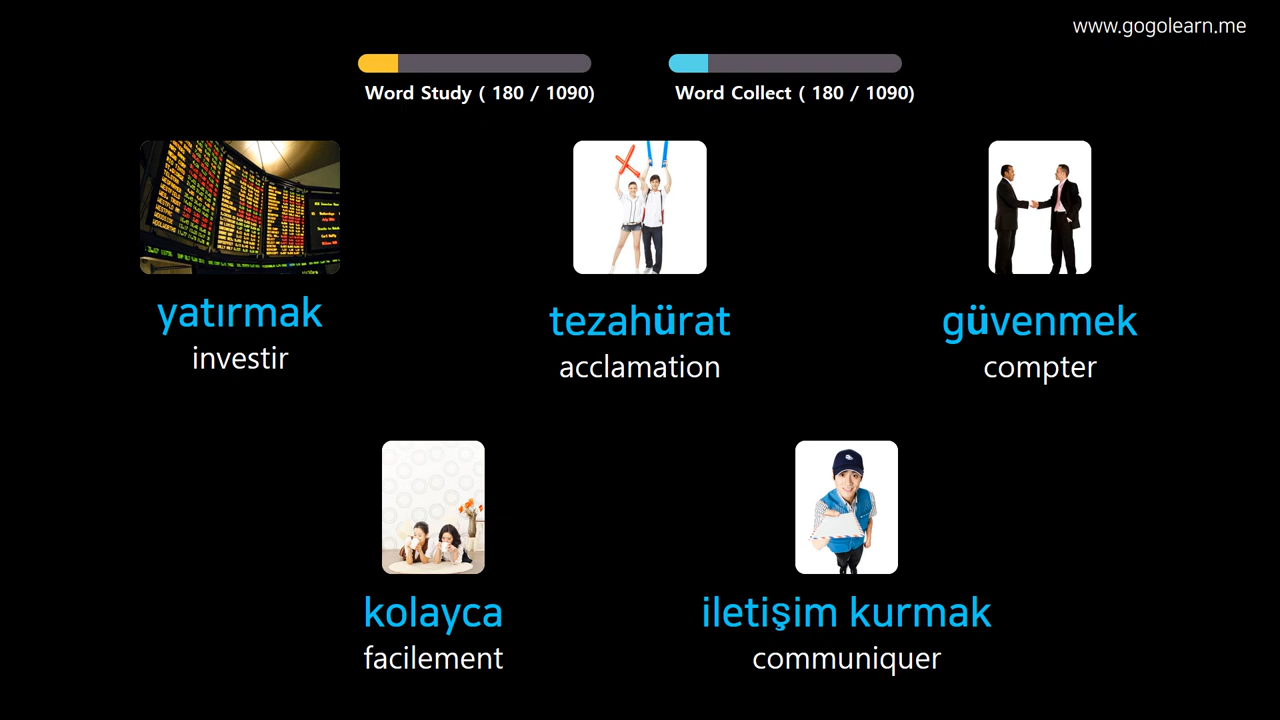 www.gogolearn.me
Word Study ( 180 / 1090)
Word Collect ( 180 / 1090)
yatırmak
investir
tezahürat
acclamation
güvenmek
compter
kolayca
facilement
iletişim kurmak
communiquer